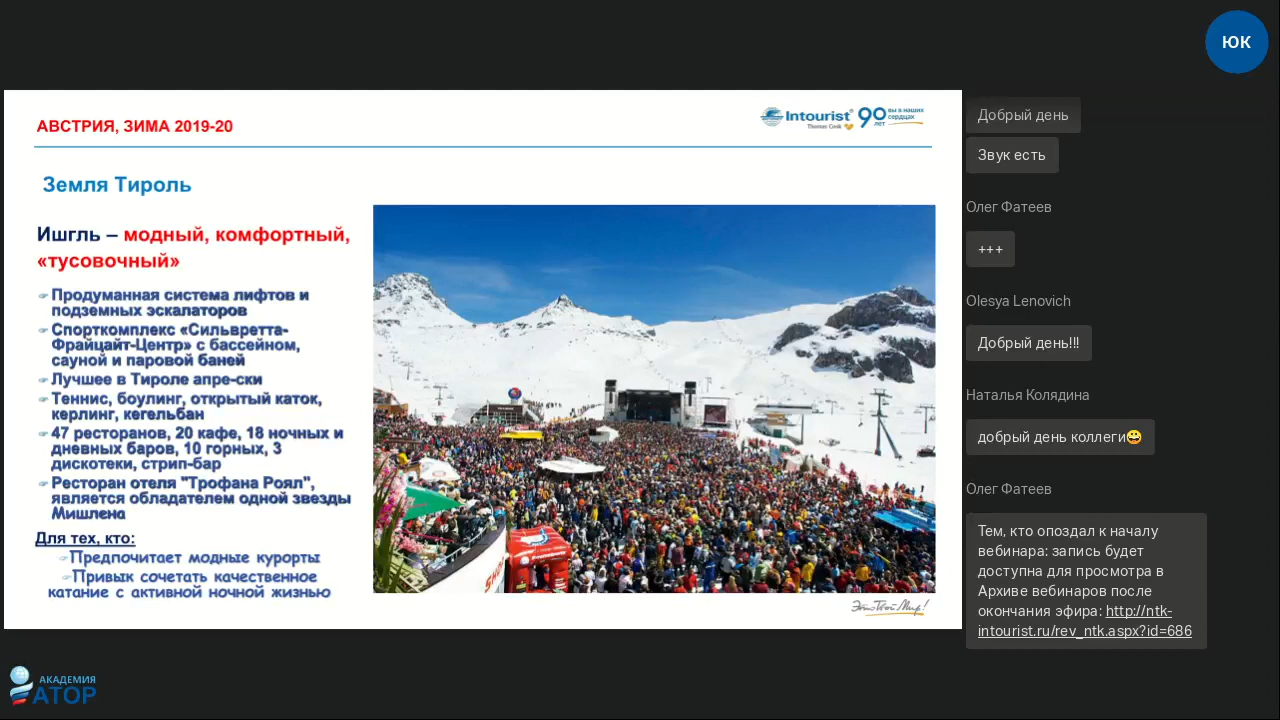 ЮК
АВСТРИЯ, ЗИМА 2019-20
Intourist
Thomas Cook
90 лет
вы в наших
сердцах
Земля Тироль
Ишгль – модный, комфортный,
«тусовочный»
Продуманная система лифтов и
подземных эскалаторов
Спорткомплекс «Сильвретта-
Фрайцайт-Центр» с бассейном,
сауной и паровой баней
Лучшее в Тироле апре-ски
Теннис, боулинг, открытый каток,
керлинг, кегельбан
47 ресторанов, 20 кафе, 18 ночных и
дневных баров, 10 горных, 3
дискотеки, стрип-бар
Ресторан отеля "Трофана Роял",
является обладателем одной звезды
Мишлена
Для тех, кто:
Предпочитает модные курорты
Привык сочетать качественное
катание с активной ночной жизнью
Это Твой Мир!
Добрый день
Звук есть
Олег Фатеев
+++
Olesya Lenovich
Добрый день!!!
Наталья Колядина
добрый день коллеги😀
Олег Фатеев
Тем, кто опоздал к началу
вебинара: запись будет
доступна для просмотра в
Архиве вебинаров после
окончания эфира: http://ntk-
intourist.ru/rev_ntk.aspx?id=686
АКАДЕМИЯ
АТОР